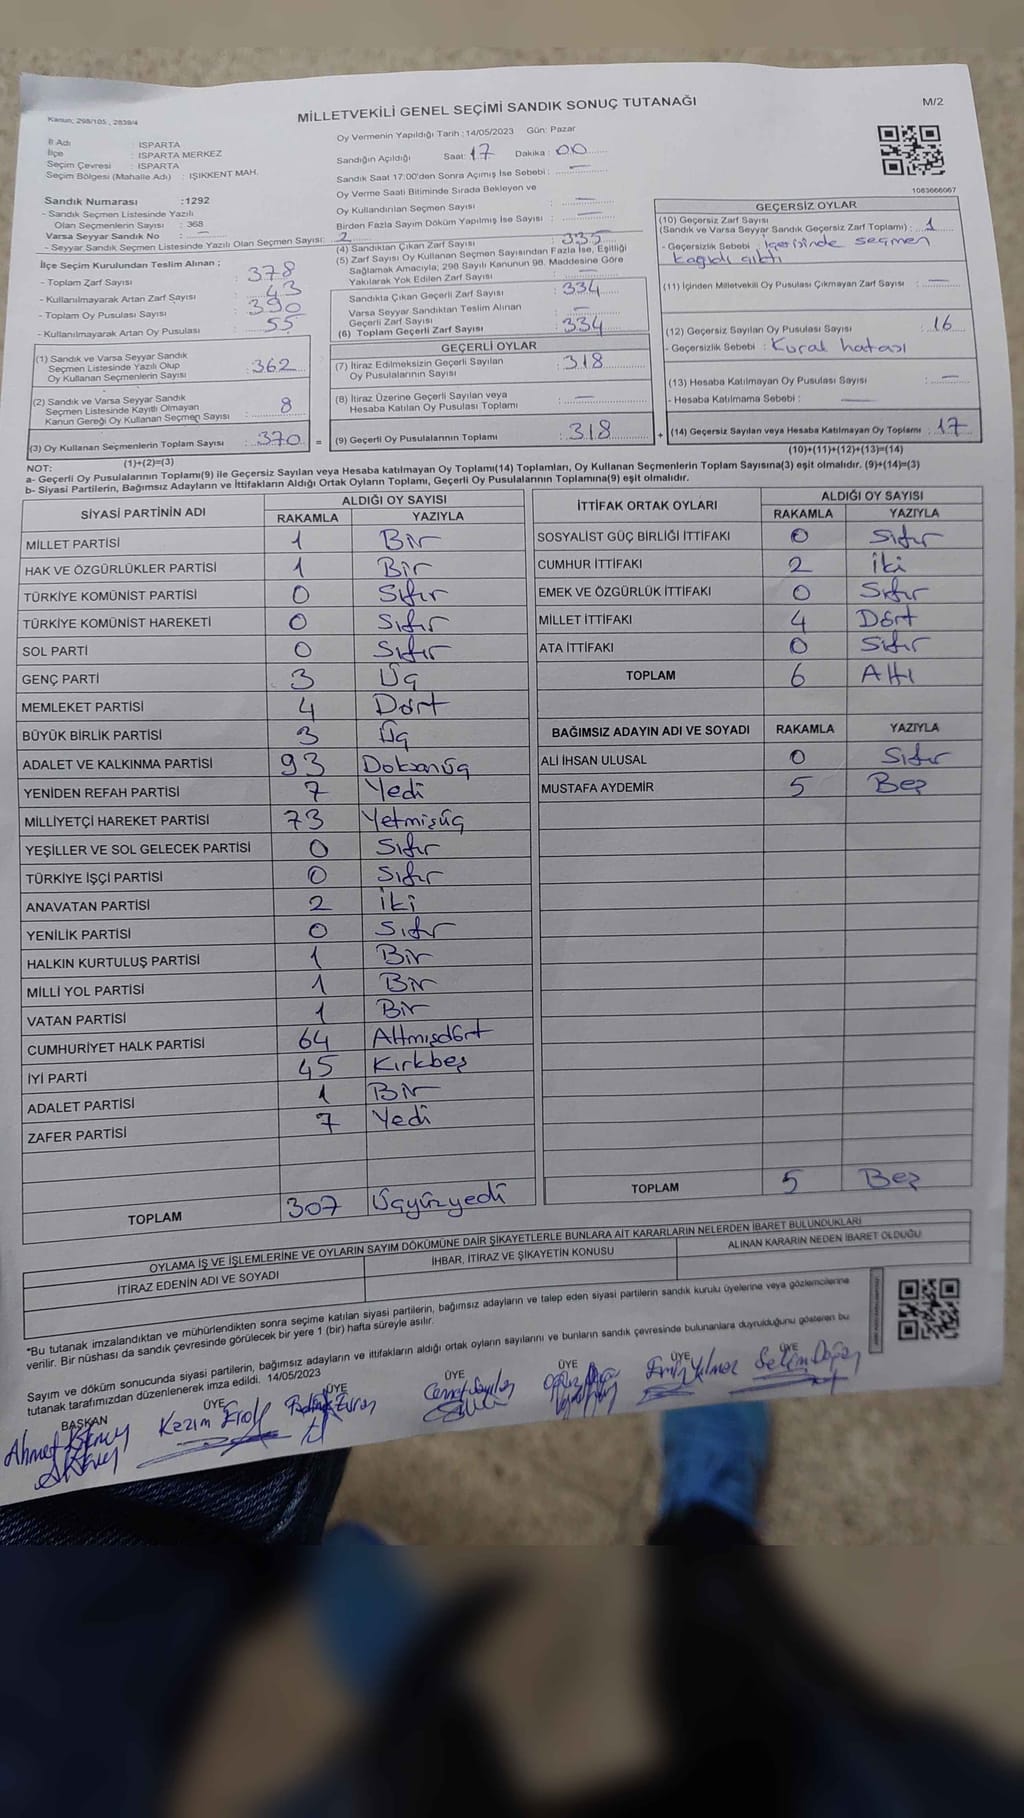 Kanun; 298/105 , 2839/4
MİLLETVEKİLİ GENEL SEÇİMİ SANDIK SONUÇ TUTANAĞI
M/2
İl Adı : ISPARTA
İlçe : ISPARTA MERKEZ
Seçim Çevresi : ISPARTA
Seçim Bölgesi (Mahalle Adı) : IŞIKKENT MAH.
Sandık Numarası :1292
- Sandık Seçmen Listesinde Yazılı
Olan Seçmenlerin Sayısı : 368
Varsa Seyyar Sandık No : —
- Seyyar Sandık Seçmen Listesinde Yazılı Olan Seçmen Sayısı: 2
İlçe Seçim Kurulundan Teslim Alınan ;
- Toplam Zarf Sayısı : 378
- Kullanılmayarak Artan Zarf Sayısı : 43
- Toplam Oy Pusulası Sayısı : 390
- Kullanılmayarak Artan Oy Pusulası : 55
(1) Sandık ve Varsa Seyyar Sandık
Seçmen Listesinde Yazılı Olup
Oy Kullanan Seçmenlerin Sayısı : 362
(2) Sandık ve Varsa Seyyar Sandık
Seçmen Listesinde Kayıtlı Olmayan
Kanun Gereği Oy Kullanan Seçmen Sayısı : 8
(3) Oy Kullanan Seçmenlerin Toplam Sayısı : 370 =
(1)+(2)=(3)
Oy Vermenin Yapıldığı Tarih : 14/05/2023 Gün: Pazar
Sandığın Açıldığı Saat: 17 Dakika : 00
Sandık Saat 17:00'den Sonra Açımış İse Sebebi : —
Oy Verme Saati Bitiminde Sırada Bekleyen ve
Oy Kullandırılan Seçmen Sayısı : —
Birden Fazla Sayım Döküm Yapılmış İse Sayısı : —
(4) Sandıktan Çıkan Zarf Sayısı : 335
(5) Zarf Sayısı Oy Kullanan Seçmen Sayısından Fazla İse, Eşitliği
Sağlamak Amacıyla; 298 Sayılı Kanunun 98. Maddesine Göre
Yakılarak Yok Edilen Zarf Sayısı : —
Sandıkta Çıkan Geçerli Zarf Sayısı : 334
Varsa Seyyar Sandıktan Teslim Alınan
Geçerli Zarf Sayısı : —
(6) Toplam Geçerli Zarf Sayısı : 334
GEÇERLİ OYLAR
(7) İtiraz Edilmeksizin Geçerli Sayılan
Oy Pusulalarının Sayısı : 318
(8) İtiraz Üzerine Geçerli Sayılan veya
Hesaba Katılan Oy Pusulası Toplamı : —
(9) Geçerli Oy Pusulalarının Toplamı : 318 +
1083666067
GEÇERSİZ OYLAR
(10) Geçersiz Zarf Sayısı
(Sandık ve Varsa Seyyar Sandık Geçersiz Zarf Toplamı) : 1
- Geçersizlik Sebebi : içerisinde seçmen
kağıdı çıktı
(11) İçinden Milletvekili Oy Pusulası Çıkmayan Zarf Sayısı : —
(12) Geçersiz Sayılan Oy Pusulası Sayısı : 16
- Geçersizlik Sebebi : Kural hatası
(13) Hesaba Katılmayan Oy Pusulası Sayısı : —
- Hesaba Katılmama Sebebi : —
(14) Geçersiz Sayılan veya Hesaba Katılmayan Oy Toplamı : 17
(10)+(11)+(12)+(13)=(14)
NOT:
a- Geçerli Oy Pusulalarının Toplamı(9) ile Geçersiz Sayılan veya Hesaba katılmayan Oy Toplamı(14) Toplamları, Oy Kullanan Seçmenlerin Toplam Sayısına(3) eşit olmalıdır. (9)+(14)=(3)
b- Siyasi Partilerin, Bağımsız Adayların ve İttifakların Aldığı Ortak Oyların Toplamı, Geçerli Oy Pusulalarının Toplamına(9) eşit olmalıdır.
SİYASİ PARTİNİN ADI ALDIĞI OY SAYISI
RAKAMLA YAZIYLA
MİLLET PARTİSİ 1 Bir
HAK VE ÖZGÜRLÜKLER PARTİSİ 1 Bir
TÜRKİYE KOMÜNİST PARTİSİ 0 Sıfır
TÜRKİYE KOMÜNİST HAREKETİ 0 Sıfır
SOL PARTİ 0 Sıfır
GENÇ PARTİ 3 Üç
MEMLEKET PARTİSİ 4 Dört
BÜYÜK BİRLİK PARTİSİ 3 Üç
ADALET VE KALKINMA PARTİSİ 93 Doksanüç
YENİDEN REFAH PARTİSİ 7 Yedi
MİLLİYETÇİ HAREKET PARTİSİ 73 Yetmişüç
YEŞİLLER VE SOL GELECEK PARTİSİ 0 Sıfır
TÜRKİYE İŞÇİ PARTİSİ 0 Sıfır
ANAVATAN PARTİSİ 2 İki
YENİLİK PARTİSİ 0 Sıfır
HALKIN KURTULUŞ PARTİSİ 1 Bir
MİLLİ YOL PARTİSİ 1 Bir
VATAN PARTİSİ 1 Bir
CUMHURİYET HALK PARTİSİ 64 Altmışdört
İYİ PARTİ 45 Kırkbeş
ADALET PARTİSİ 1 Bir
ZAFER PARTİSİ 7 Yedi
TOPLAM 307 Üçyüzyedi
İTTİFAK ORTAK OYLARI ALDIĞI OY SAYISI
RAKAMLA YAZIYLA
SOSYALİST GÜÇ BİRLİĞİ İTTİFAKI 0 Sıfır
CUMHUR İTTİFAKI 2 İki
EMEK VE ÖZGÜRLÜK İTTİFAKI 0 Sıfır
MİLLET İTTİFAKI 4 Dört
ATA İTTİFAKI 0 Sıfır
TOPLAM 6 Altı
BAĞIMSIZ ADAYIN ADI VE SOYADI RAKAMLA YAZIYLA
ALİ İHSAN ULUSAL 0 Sıfır
MUSTAFA AYDEMİR 5 Beş
TOPLAM 5 Beş
OYLAMA İŞ VE İŞLEMLERİNE VE OYLARIN SAYIM DÖKÜMÜNE DAİR ŞİKAYETLERLE BUNLARA AİT KARARLARIN NELERDEN İBARET BULUNDUKLARI
İTİRAZ EDENİN ADI VE SOYADI İHBAR, İTİRAZ VE ŞİKAYETİN KONUSU ALINAN KARARIN NEDEN İBARET OLDUĞU
*Bu tutanak imzalandıktan ve mühürlendikten sonra seçime katılan siyasi partilerin, bağımsız adayların ve talep eden siyasi partilerin sandık kurulu üyelerine veya gözlemcilerine
verilir. Bir nüshası da sandık çevresinde görülecek bir yere 1 (bir) hafta süreyle asılır.
Sayım ve döküm sonucunda siyasi partilerin, bağımsız adayların ve ittifakların aldığı ortak oyların sayılarını ve bunların sandık çevresinde bulunanlara duyrulduğunu gösteren bu
tutanak tarafımızdan düzenlenerek imza edildi. 14/05/2023
BAŞKAN ÜYE ÜYE ÜYE ÜYE ÜYE ÜYE
Ahmet Kazım Erol Emin Yılmaz Selim Doğan